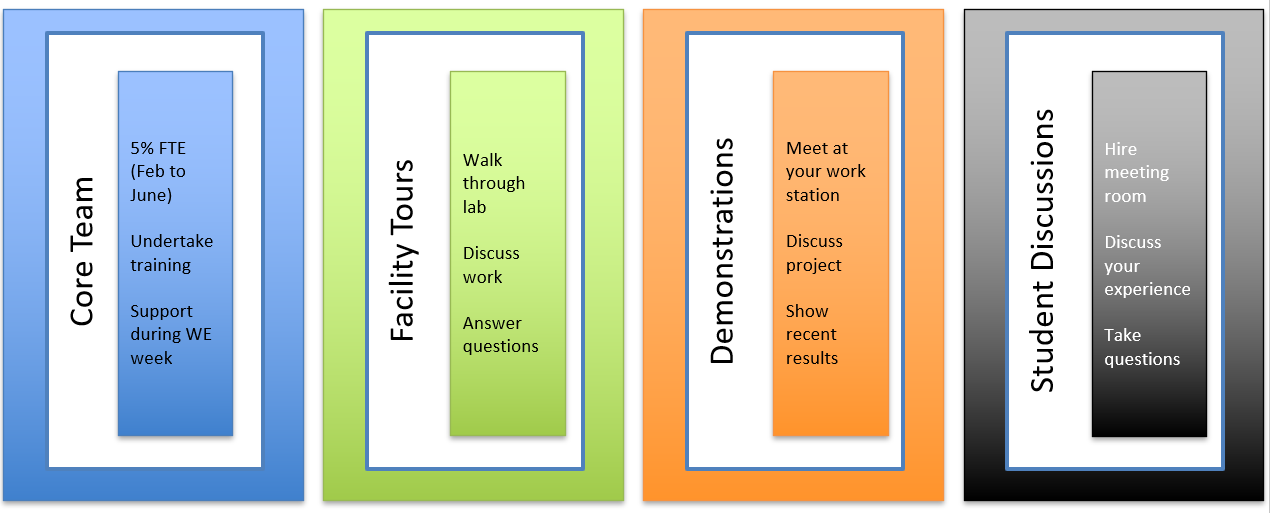 Core Team
5% FTE
(Feb to
June)
Undertake
training
Support
during WE
week
Facility Tours
Walk
through
lab
Discuss
work
Answer
questions
Demonstrations
Meet at
your work
station
Discuss
project
Show
recent
results
Student Discussions
Hire
meeting
room
Discuss
your
experience
Take
questions